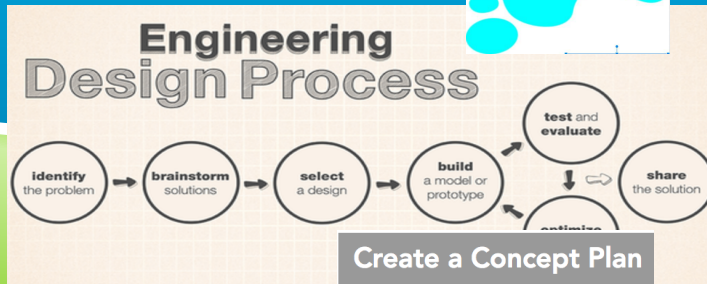 Engineering
Design Process
identify
the problem
brainstorm
solutions
select
a design
build
a model or
prototype
test and
evaluate
share
the solution
Create a Concept Plan